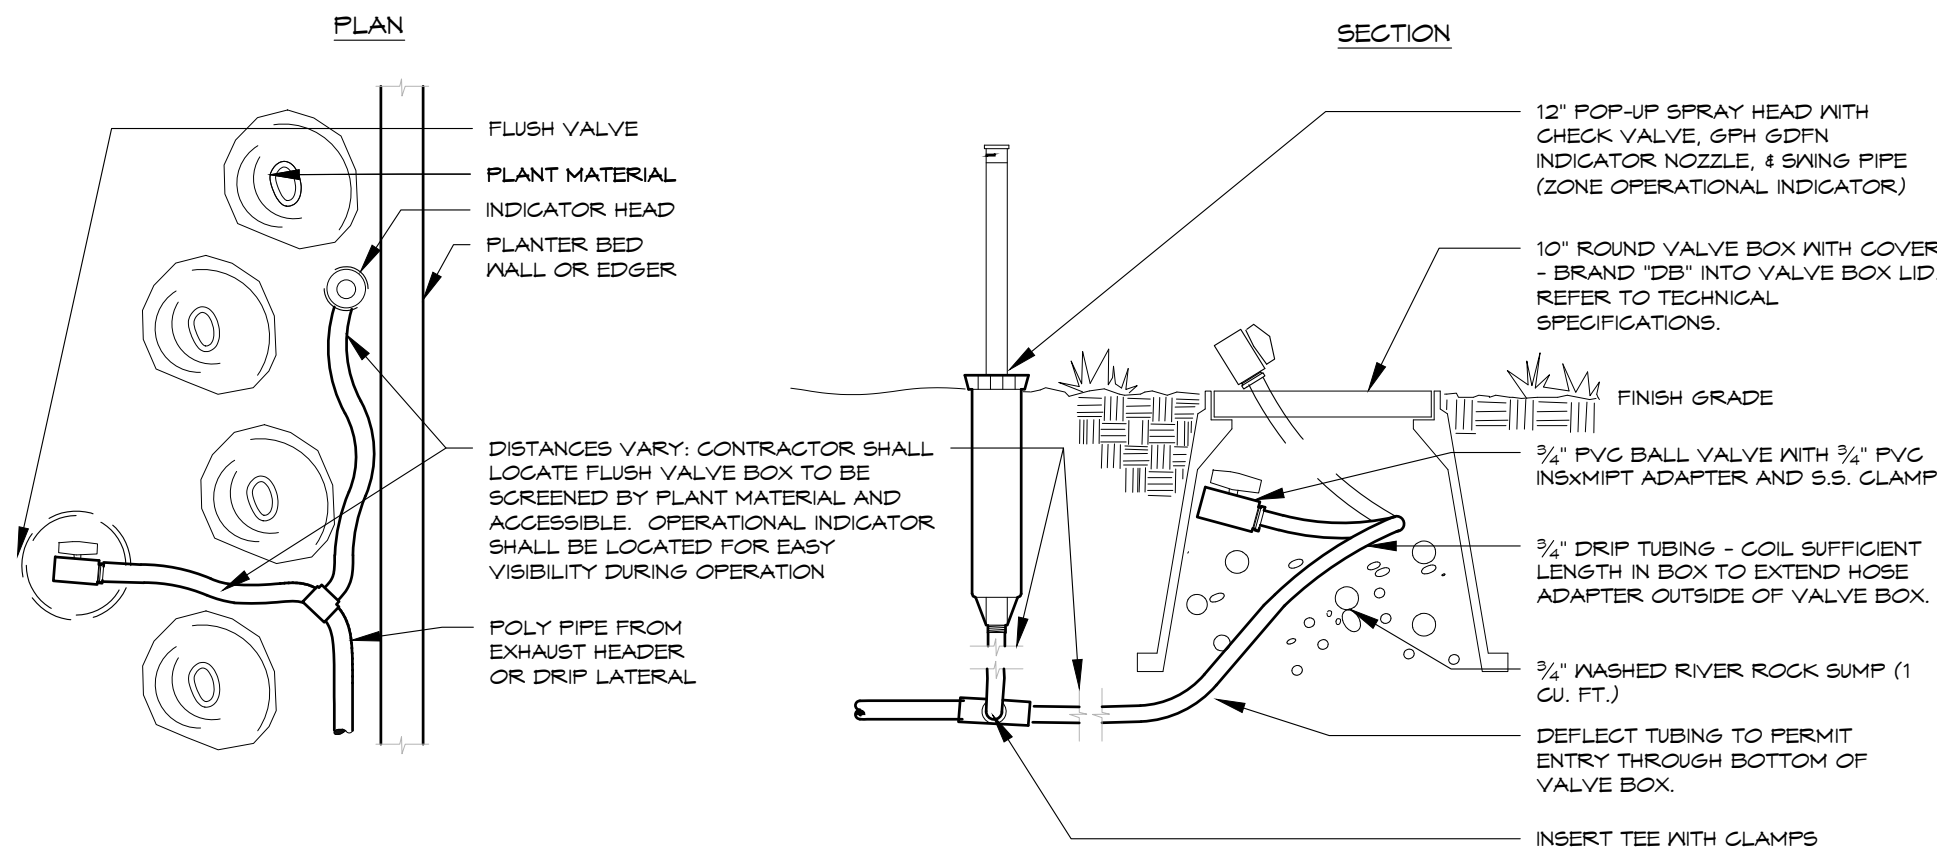 PLAN
FLUSH VALVE
PLANT MATERIAL
INDICATOR HEAD
PLANTER BED
WALL OR EDGER
DISTANCES VARY: CONTRACTOR SHALL
LOCATE FLUSH VALVE BOX TO BE
SCREENED BY PLANT MATERIAL AND
ACCESSIBLE. OPERATIONAL INDICATOR
SHALL BE LOCATED FOR EASY
VISIBILITY DURING OPERATION
POLY PIPE FROM
EXHAUST HEADER
OR DRIP LATERAL
SECTION
12" POP-UP SPRAY HEAD WITH
CHECK VALVE, GPH GDFN
INDICATOR NOZZLE, & SWING PIPE
(ZONE OPERATIONAL INDICATOR)
10" ROUND VALVE BOX WITH COVER
- BRAND "DB" INTO VALVE BOX LID.
REFER TO TECHNICAL
SPECIFICATIONS.
FINISH GRADE
3/4" PVC BALL VALVE WITH 3/4" PVC
INSxMIPT ADAPTER AND S.S. CLAMP
3/4" DRIP TUBING - COIL SUFFICIENT
LENGTH IN BOX TO EXTEND HOSE
ADAPTER OUTSIDE OF VALVE BOX.
3/4" WASHED RIVER ROCK SUMP (1
CU. FT.)
DEFLECT TUBING TO PERMIT
ENTRY THROUGH BOTTOM OF
VALVE BOX.
INSERT TEE WITH CLAMPS